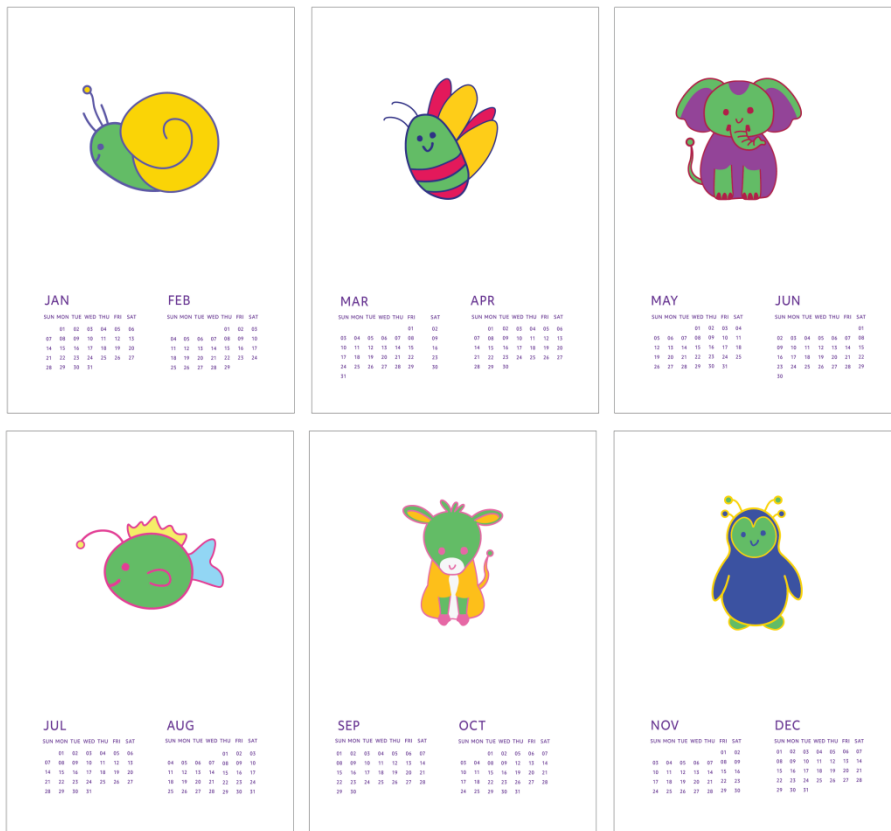 JAN
SUN MON TUE WED THU FRI SAT
01 02 03 04 05 06
07 08 09 10 11 12 13
14 15 16 17 18 19 20
21 22 23 24 25 26 27
28 29 30 31
FEB
SUN MON TUE WED THU FRI SAT
01 02 03
04 05 06 07 08 09 10
11 12 13 14 15 16 17
18 19 20 21 22 23 24
25 26 27 28 29
MAR
SUN MON TUE WED THU FRI SAT
01 02
03 04 05 06 07 08 09
10 11 12 13 14 15 16
17 18 19 20 21 22 23
24 25 26 27 28 29 30
31
APR
SUN MON TUE WED THU FRI SAT
01 02 03 04 05 06
07 08 09 10 11 12 13
14 15 16 17 18 19 20
21 22 23 24 25 26 27
28 29 30
MAY
SUN MON TUE WED THU FRI SAT
01 02 03 04
05 06 07 08 09 10 11
12 13 14 15 16 17 18
19 20 21 22 23 24 25
26 27 28 29 30 31
JUN
SUN MON TUE WED THU FRI SAT
01
02 03 04 05 06 07 08
09 10 11 12 13 14 15
16 17 18 19 20 21 22
23 24 25 26 27 28 29
30
JUL
SUN MON TUE WED THU FRI SAT
01 02 03 04 05 06
07 08 09 10 11 12 13
14 15 16 17 18 19 20
21 22 23 24 25 26 27
28 29 30 31
AUG
SUN MON TUE WED THU FRI SAT
01 02 03
04 05 06 07 08 09 10
11 12 13 14 15 16 17
18 19 20 21 22 23 24
25 26 27 28 29 30 31
SEP
SUN MON TUE WED THU FRI SAT
01 02 03 04 05 06 07
08 09 10 11 12 13 14
15 16 17 18 19 20 21
22 23 24 25 26 27 28
29 30
OCT
SUN MON TUE WED THU FRI SAT
01 02 03 07
08 09 10 14
10 11 15 16 17 21
17 18 22 23 24 28
24 25 29 30 31
NOV
SUN MON TUE WED THU FRI SAT
01 02
03 04 05 06 07 08 09
10 11 12 13 14 15 16
17 18 19 20 21 22 23
24 25 26 27 28 29 30
DEC
SUN MON TUE WED THU FRI SAT
01 02 03 04 05 06 07
08 09 10 11 12 13 14
15 16 17 18 19 20 21
22 23 24 25 26 27 28
29 30 31